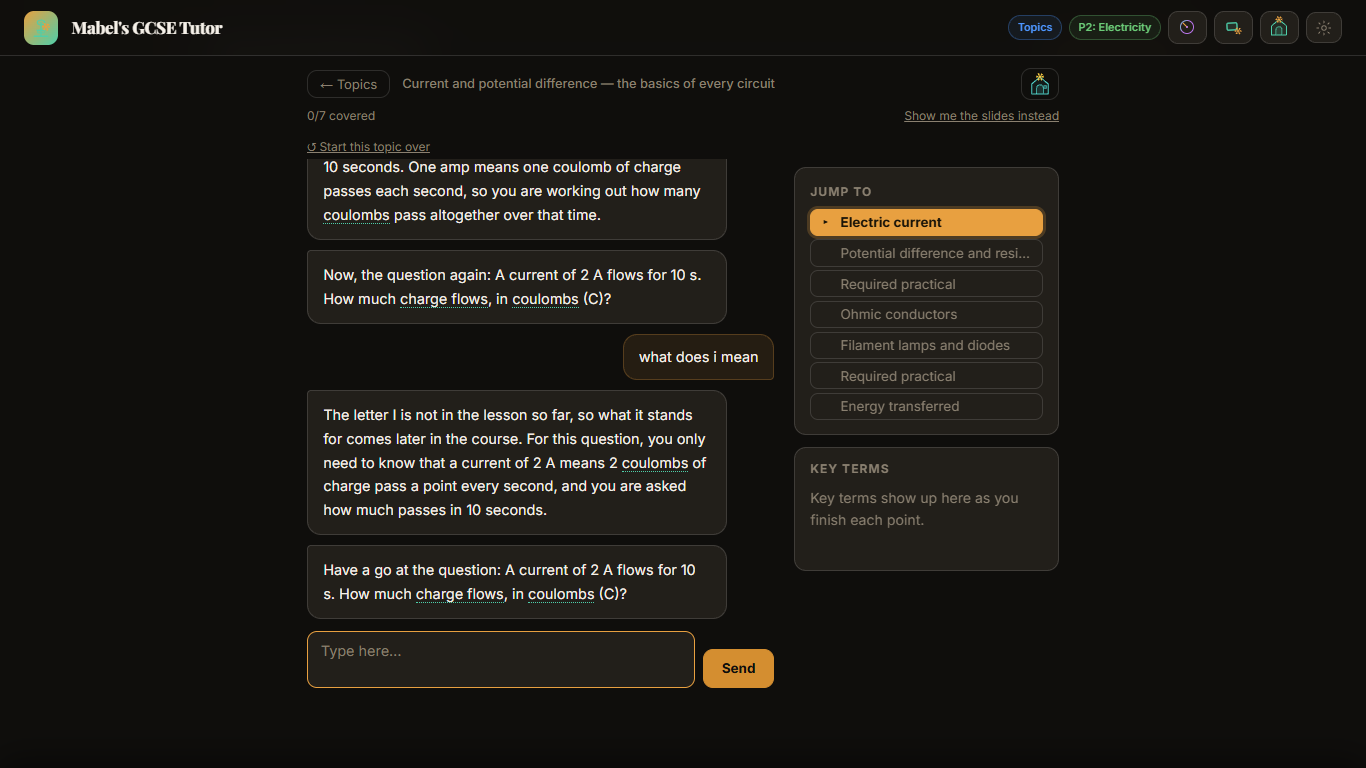 Mabel's GCSE Tutor
Topics
P2: Electricity
← Topics
Current and potential difference — the basics of every circuit
0/7 covered
Show me the slides instead
↺ Start this topic over
10 seconds. One amp means one coulomb of charge
passes each second, so you are working out how many
coulombs pass altogether over that time.
Now, the question again: A current of 2 A flows for 10 s.
How much charge flows, in coulombs (C)?
what does i mean
The letter I is not in the lesson so far, so what it stands
for comes later in the course. For this question, you only
need to know that a current of 2 A means 2 coulombs of
charge pass a point every second, and you are asked
how much passes in 10 seconds.
Have a go at the question: A current of 2 A flows for 10
s. How much charge flows, in coulombs (C)?
Type here...
Send
JUMP TO
‣ Electric current
Potential difference and resi...
Required practical
Ohmic conductors
Filament lamps and diodes
Required practical
Energy transferred
KEY TERMS
Key terms show up here as you
finish each point.